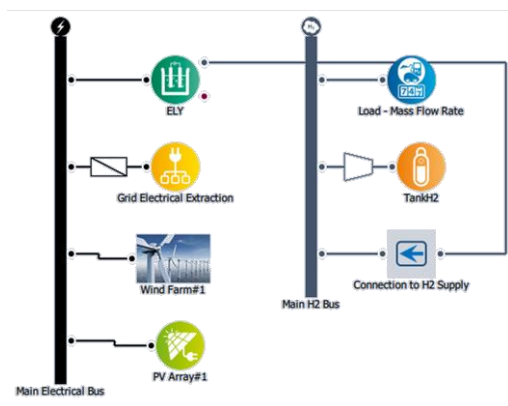 H₂
ELY
Load - Mass Flow Rate
Grid Electrical Extraction
TankH2
Wind Farm#1
Connection to H2 Supply
Main H2 Bus
PV Array#1
Main Electrical Bus